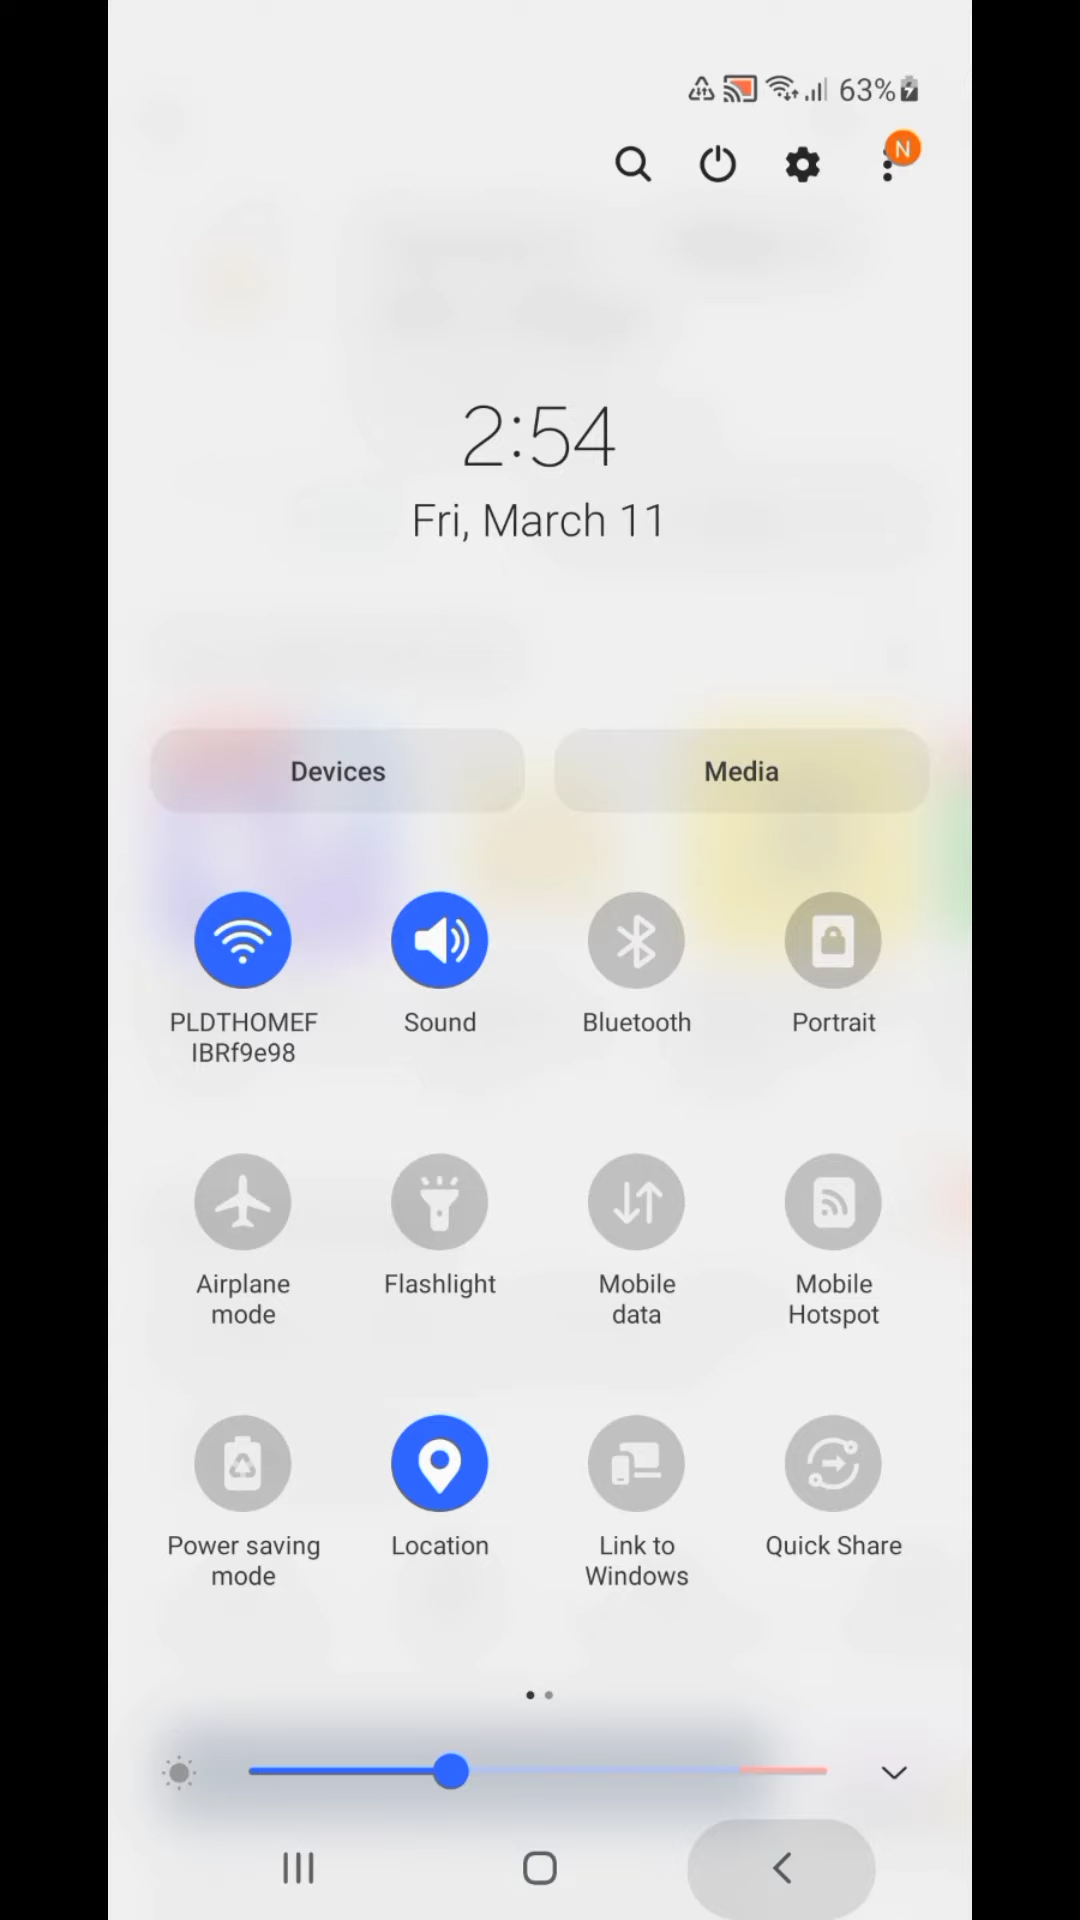 63%
N
2:54
Fri, March 11
Devices
Media
PLDTHOMEF
IBRf9e98
Sound
Bluetooth
Portrait
Airplane
mode
Flashlight
Mobile
data
Mobile
Hotspot
Power saving
mode
Location
Link to
Windows
Quick Share